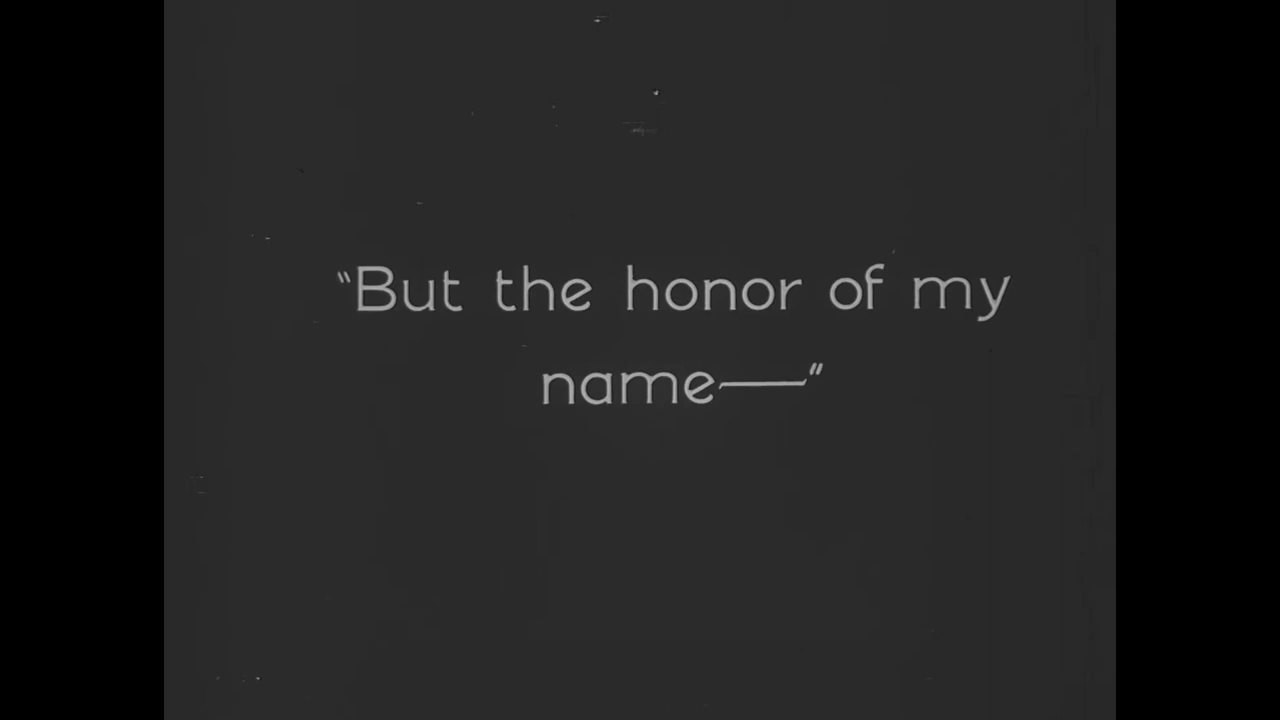 “But the honor of my
name—”